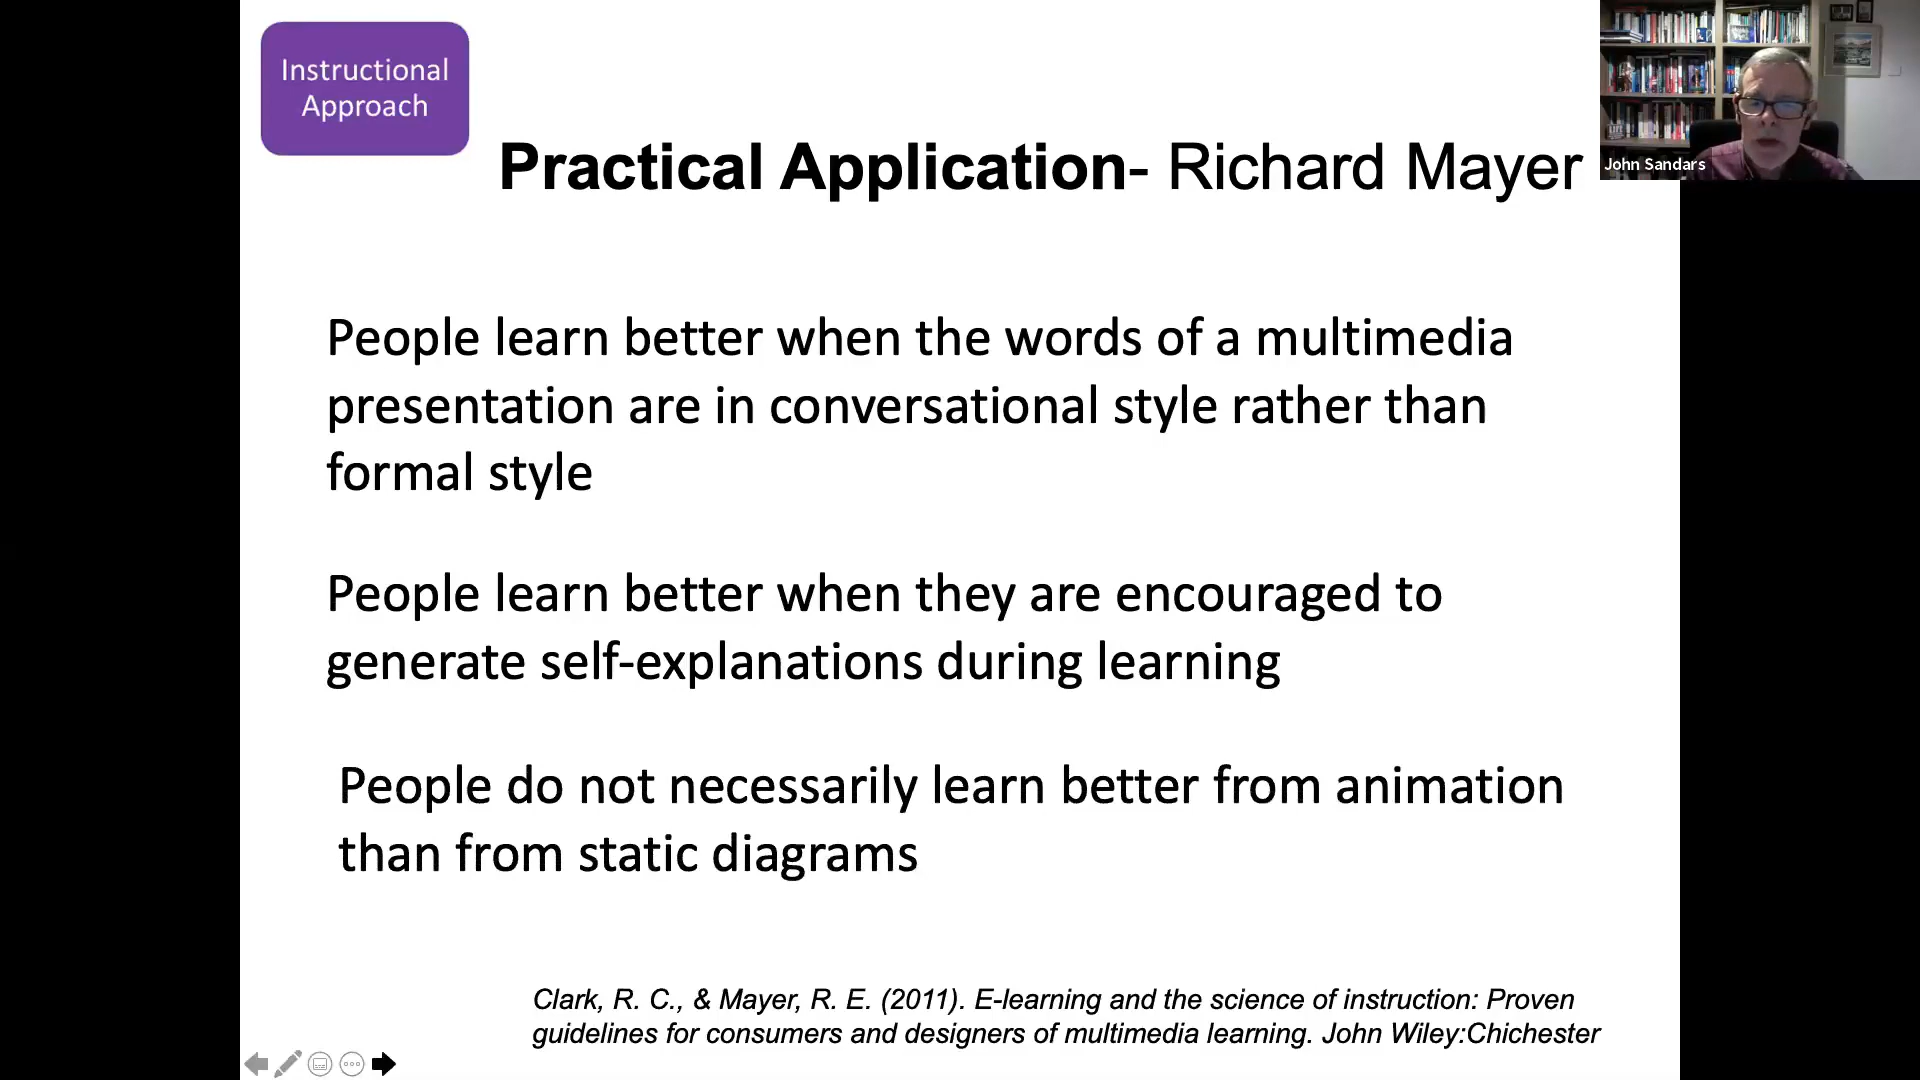 Instructional
Approach
John Sandars
Practical Application- Richard Mayer
People learn better when the words of a multimedia
presentation are in conversational style rather than
formal style
People learn better when they are encouraged to
generate self-explanations during learning
People do not necessarily learn better from animation
than from static diagrams
Clark, R. C., & Mayer, R. E. (2011). E-learning and the science of instruction: Proven
guidelines for consumers and designers of multimedia learning. John Wiley:Chichester